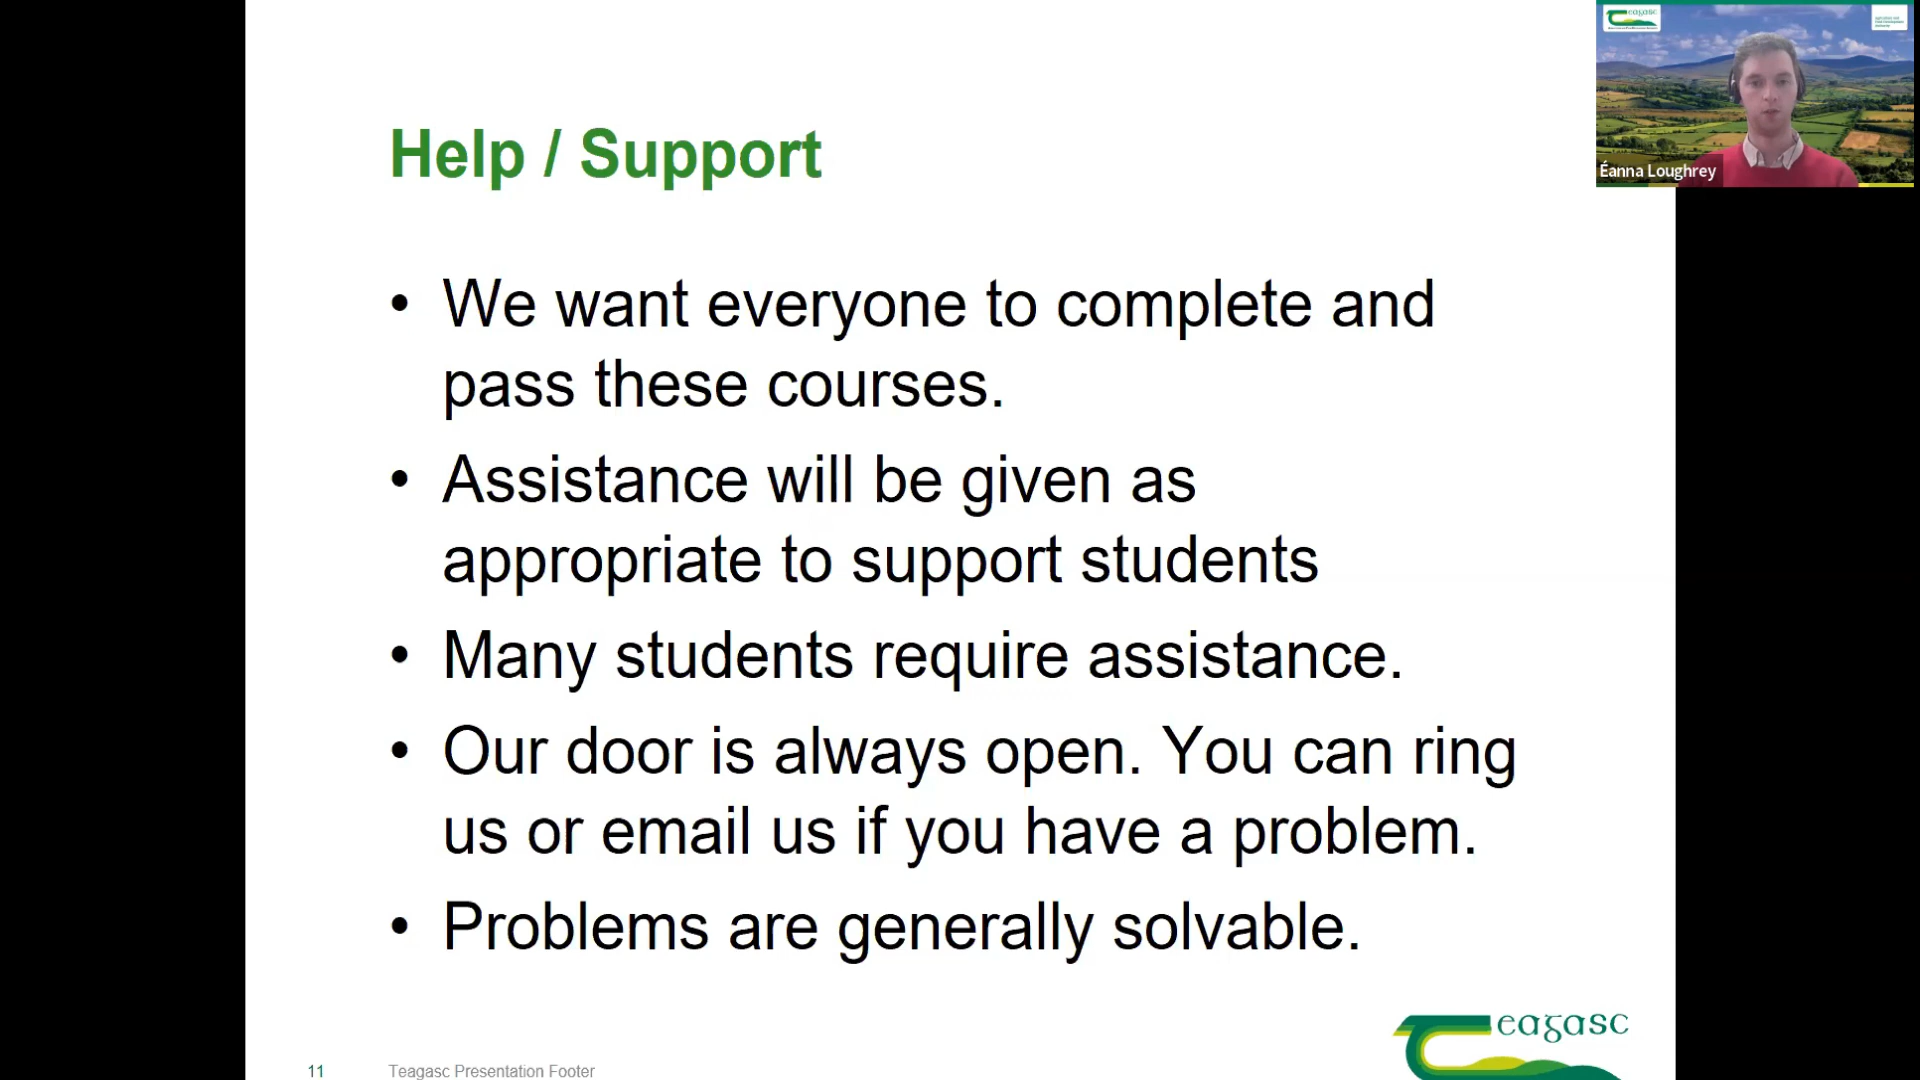 eagasc
Éanna Loughrey
Help / Support
• We want everyone to complete and
pass these courses.
• Assistance will be given as
appropriate to support students
• Many students require assistance.
• Our door is always open. You can ring
us or email us if you have a problem.
• Problems are generally solvable.
eagasc
11
Teagasc Presentation Footer